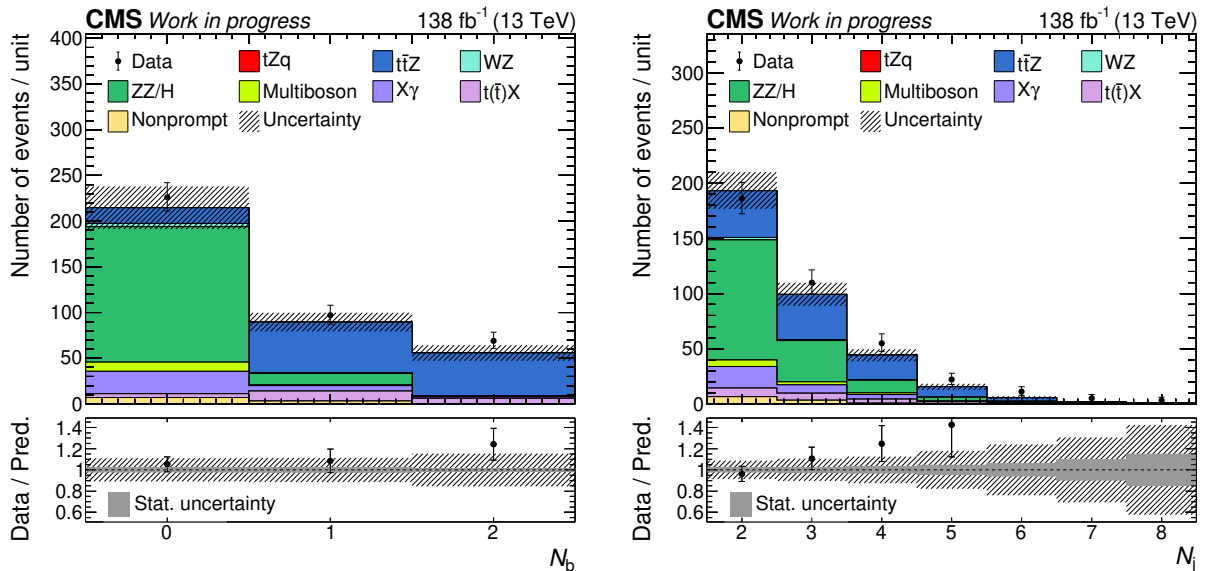 CMS Work in progress 138 fb⁻¹ (13 TeV)
Number of events / unit
400
350
300
250
200
150
100
50
0
Data tZq tt̄Z WZ
ZZ/H Multiboson Xγ t(t̄)X
Nonprompt Uncertainty
Data / Pred.
1.4
1.2
1
0.8
0.6
Stat. uncertainty
0 1 2
N_b
CMS Work in progress 138 fb⁻¹ (13 TeV)
Number of events / unit
300
250
200
150
100
50
0
Data tZq tt̄Z WZ
ZZ/H Multiboson Xγ t(t̄)X
Nonprompt Uncertainty
Data / Pred.
1.4
1.2
1
0.8
0.6
Stat. uncertainty
2 3 4 5 6 7 8
N_j